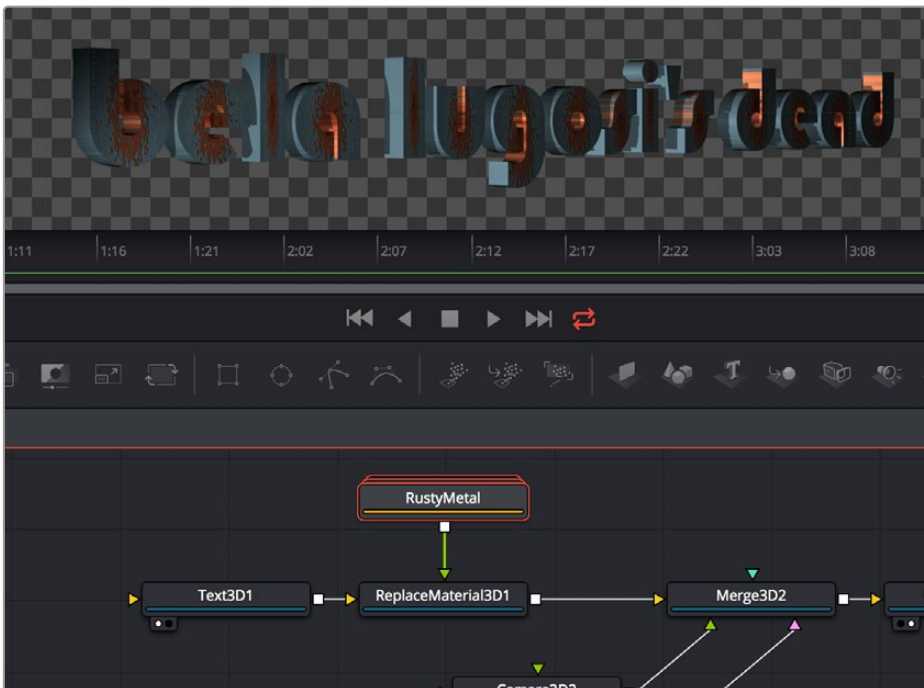 bela lugosi's dead
1:11 1:16 1:21 2:02 2:07 2:12 2:17 2:22 3:03 3:08
RustyMetal
Text3D1 ReplaceMaterial3D1 Merge3D2
Camera3D2